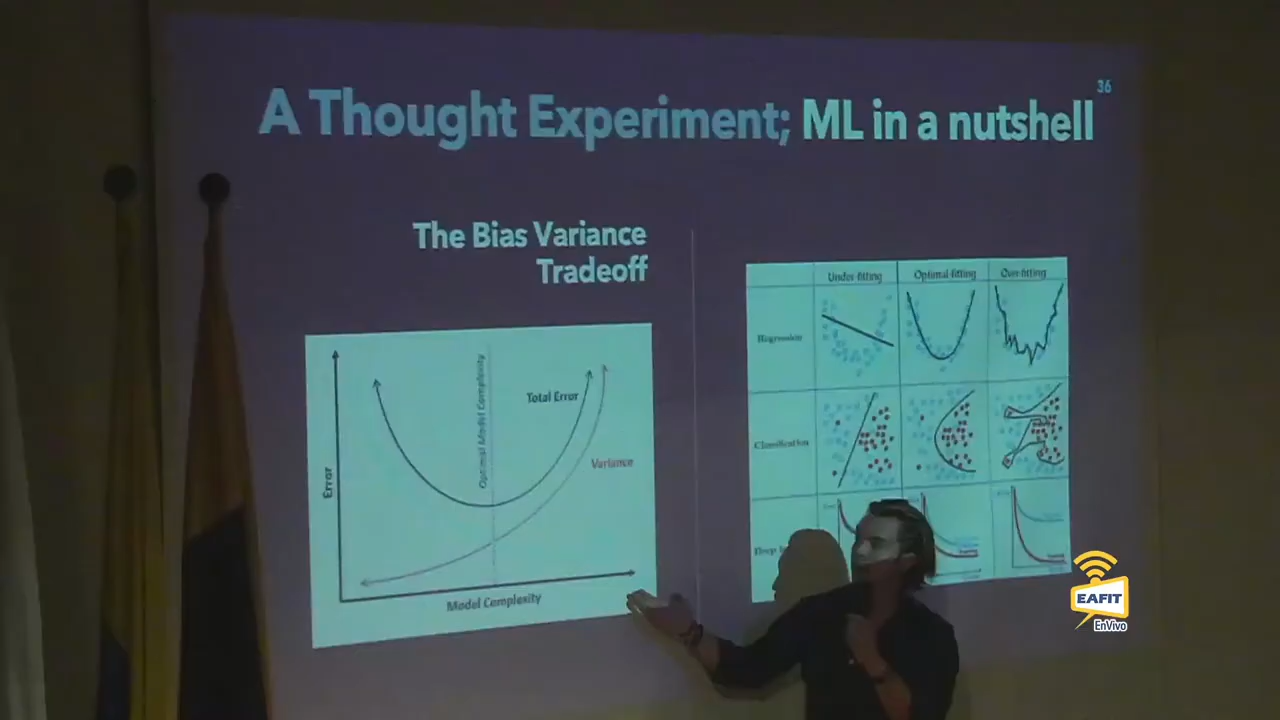 36
A Thought Experiment; ML in a nutshell
The Bias Variance
Tradeoff
Error
Optimal Model Complexity
Total Error
Variance
Model Complexity
Under-fitting
Optimal-fitting
Over-fitting
Regression
Classification
Deep
EAFIT
EnVivo